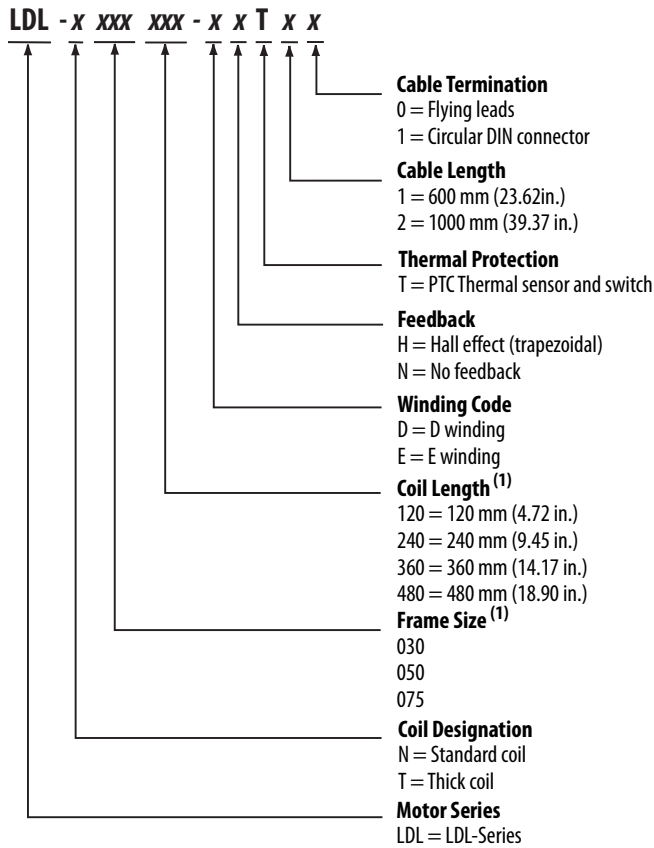 LDL - x xxx xxx - x x T x x
Cable Termination
0 = Flying leads
1 = Circular DIN connector
Cable Length
1 = 600 mm (23.62in.)
2 = 1000 mm (39.37 in.)
Thermal Protection
T = PTC Thermal sensor and switch
Feedback
H = Hall effect (trapezoidal)
N = No feedback
Winding Code
D = D winding
E = E winding
Coil Length (1)
120 = 120 mm (4.72 in.)
240 = 240 mm (9.45 in.)
360 = 360 mm (14.17 in.)
480 = 480 mm (18.90 in.)
Frame Size (1)
030
050
075
Coil Designation
N = Standard coil
T = Thick coil
Motor Series
LDL = LDL-Series